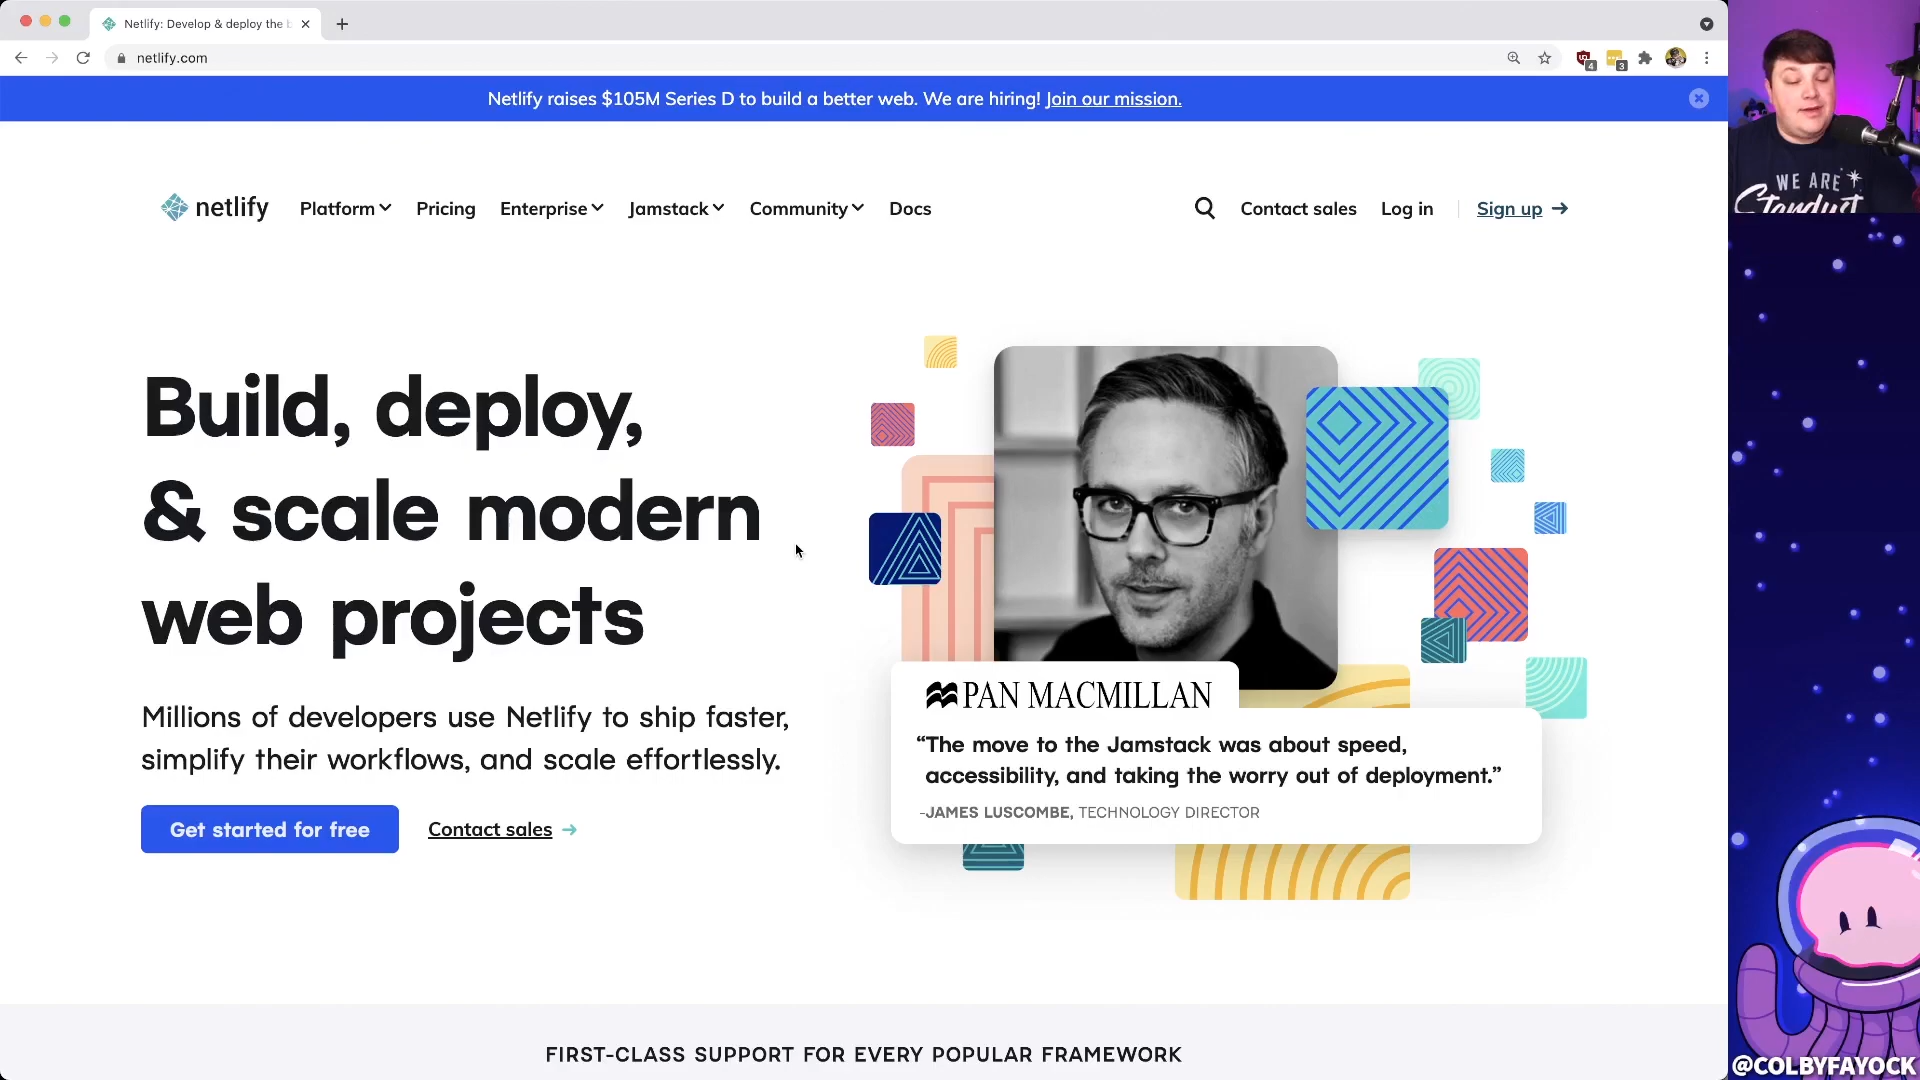 Netlify: Develop & deploy the b
netlify.com
4
3
Netlify raises $105M Series D to build a better web. We are hiring! Join our mission.
netlify
Platform
Pricing
Enterprise
Jamstack
Community
Docs
Contact sales
Log in
Sign up
Build, deploy,
& scale modern
web projects
Millions of developers use Netlify to ship faster,
simplify their workflows, and scale effortlessly.
Get started for free
Contact sales
PAN MACMILLAN
“The move to the Jamstack was about speed,
accessibility, and taking the worry out of deployment.”
-JAMES LUSCOMBE, TECHNOLOGY DIRECTOR
FIRST-CLASS SUPPORT FOR EVERY POPULAR FRAMEWORK
WE ARE
Stardust
@COLBYFAYOCK